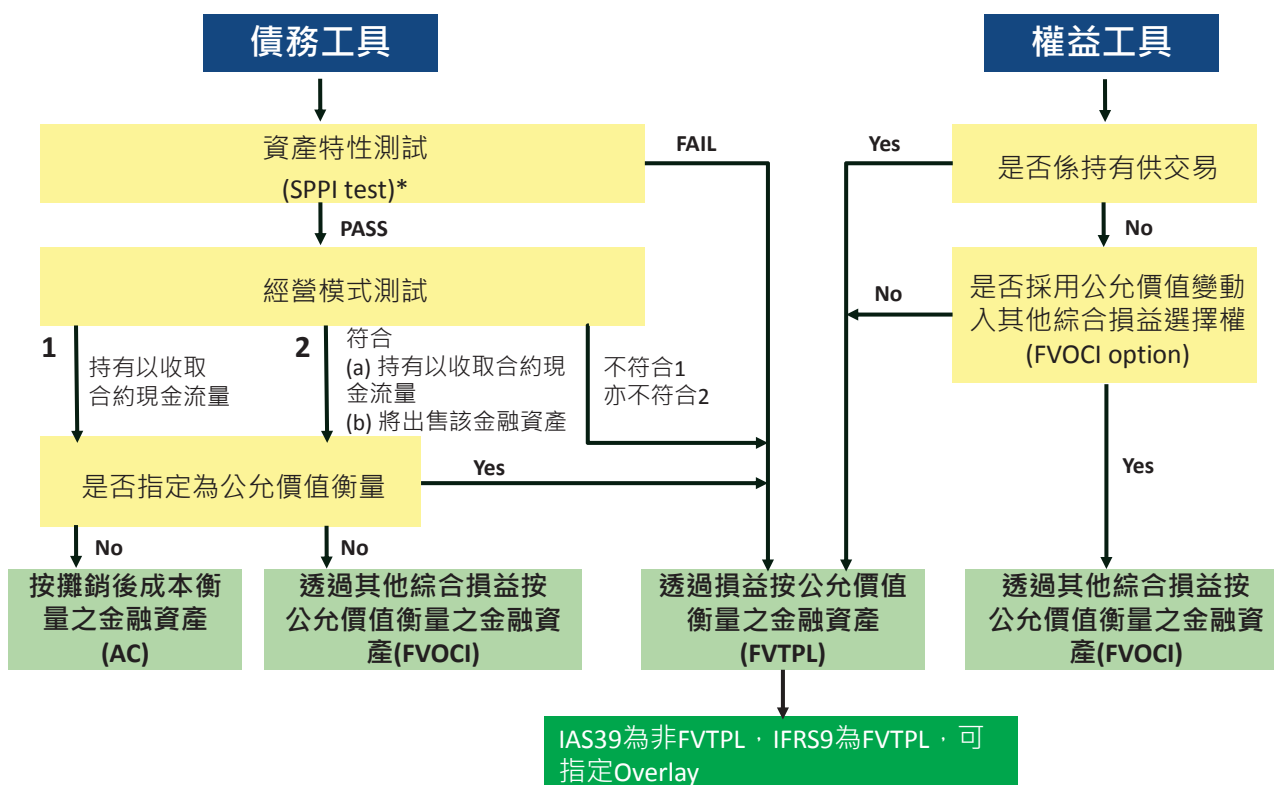 債務工具
權益工具
資產特性測試
(SPPI test)*
FAIL
Yes
是否係持有供交易
PASS
No
經營模式測試
No
是否採用公允價值變動
入其他綜合損益選擇權
(FVOCI option)
1
持有以收取
合約現金流量
2
符合
(a) 持有以收取合約現
金流量
(b) 將出售該金融資產
不符合1
亦不符合2
是否指定為公允價值衡量
Yes
Yes
No
No
按攤銷後成本衡
量之金融資產
(AC)
透過其他綜合損益按
公允價值衡量之金融資
產(FVOCI)
透過損益按公允價值
衡量之金融資產
(FVTPL)
透過其他綜合損益按
公允價值衡量之金融資
產(FVOCI)
IAS39為非FVTPL，IFRS9為FVTPL，可
指定Overlay